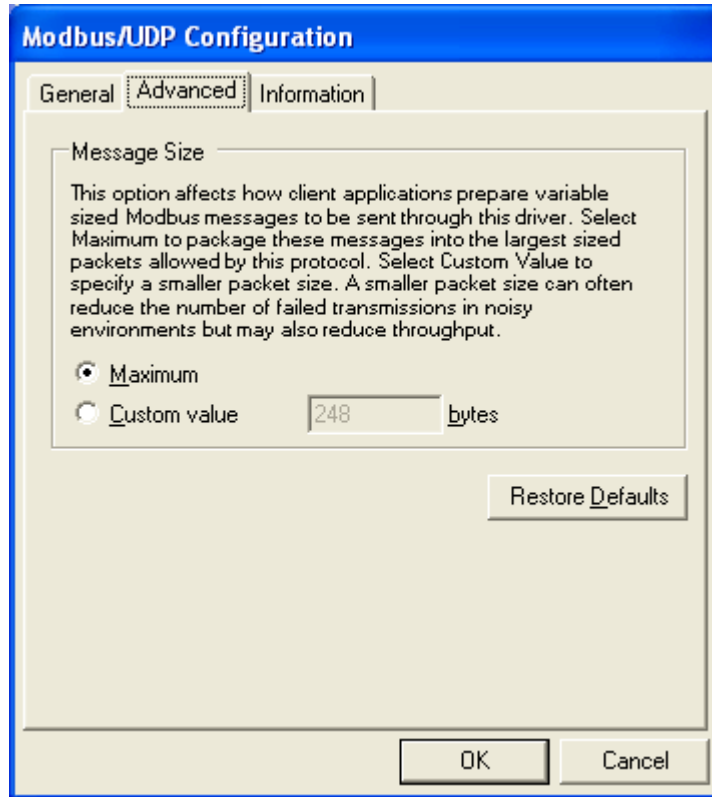 Modbus/UDP Configuration
General Advanced Information
Message Size
This option affects how client applications prepare variable
sized Modbus messages to be sent through this driver. Select
Maximum to package these messages into the largest sized
packets allowed by this protocol. Select Custom Value to
specify a smaller packet size. A smaller packet size can often
reduce the number of failed transmissions in noisy
environments but may also reduce throughput.
Maximum
Custom value 248 bytes
Restore Defaults
OK Cancel